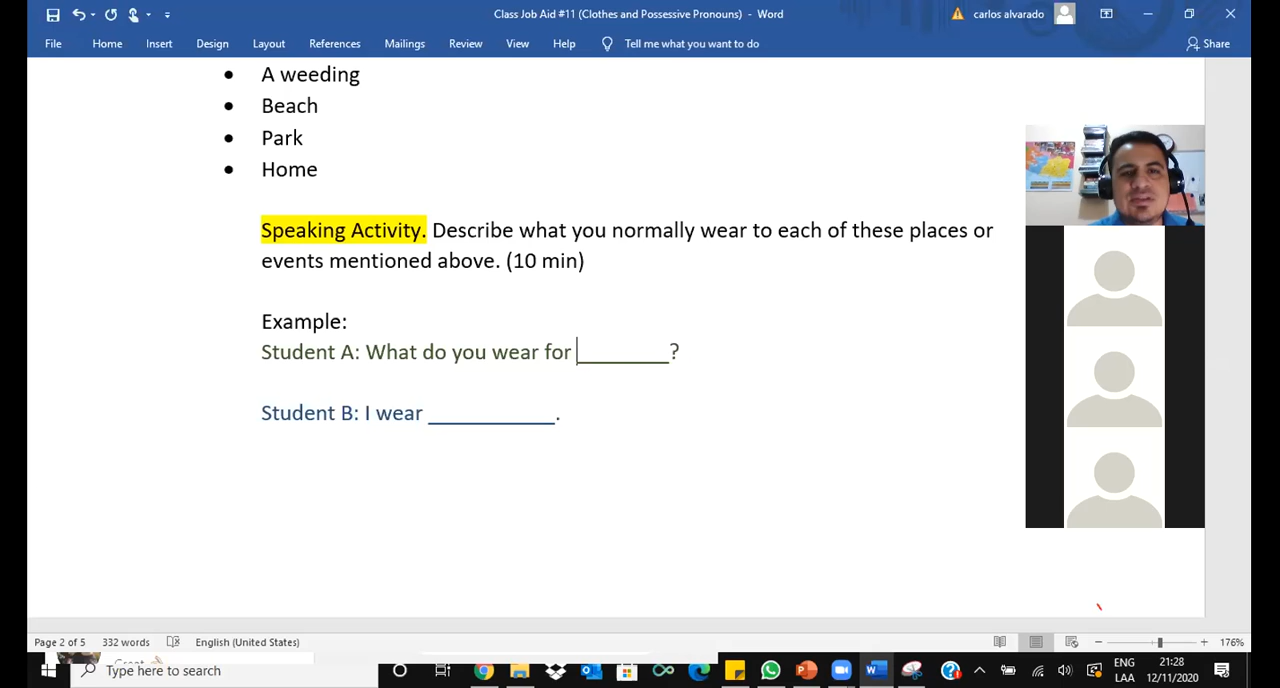 Class Job Aid #11 (Clothes and Possessive Pronouns) - Word
carlos alvarado
File Home Insert Design Layout References Mailings Review View Help Tell me what you want to do Share
• A weeding
• Beach
• Park
• Home
Speaking Activity. Describe what you normally wear to each of these places or
events mentioned above. (10 min)
Example:
Student A: What do you wear for ________?
Student B: I wear ___________.
Page 2 of 5 332 words English (United States) 176%
Type here to search
ENG
LAA
21:28
12/11/2020